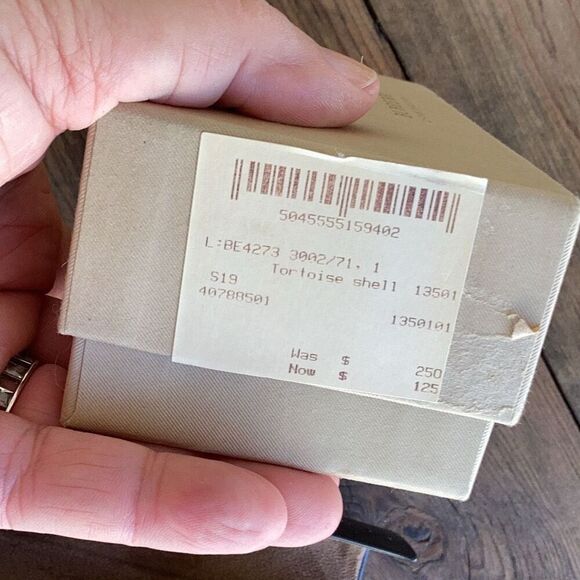 5045555159402
L:BE4273 3002/71. 1
Tortoise shell 13501
S19
40788501
1350101
Was $ 250
Now $ 125